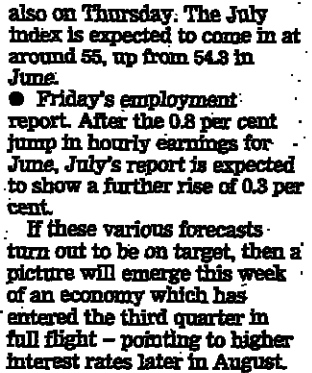 also on Thursday. The July
index is expected to come in at
around 55, up from 54.3 in
June.
● Friday's employment
report. After the 0.8 per cent
jump in hourly earnings for
June, July's report is expected
to show a further rise of 0.3 per
cent.
If these various forecasts
turn out to be on target, then a
picture will emerge this week
of an economy which has
entered the third quarter in
full flight – pointing to higher
interest rates later in August.